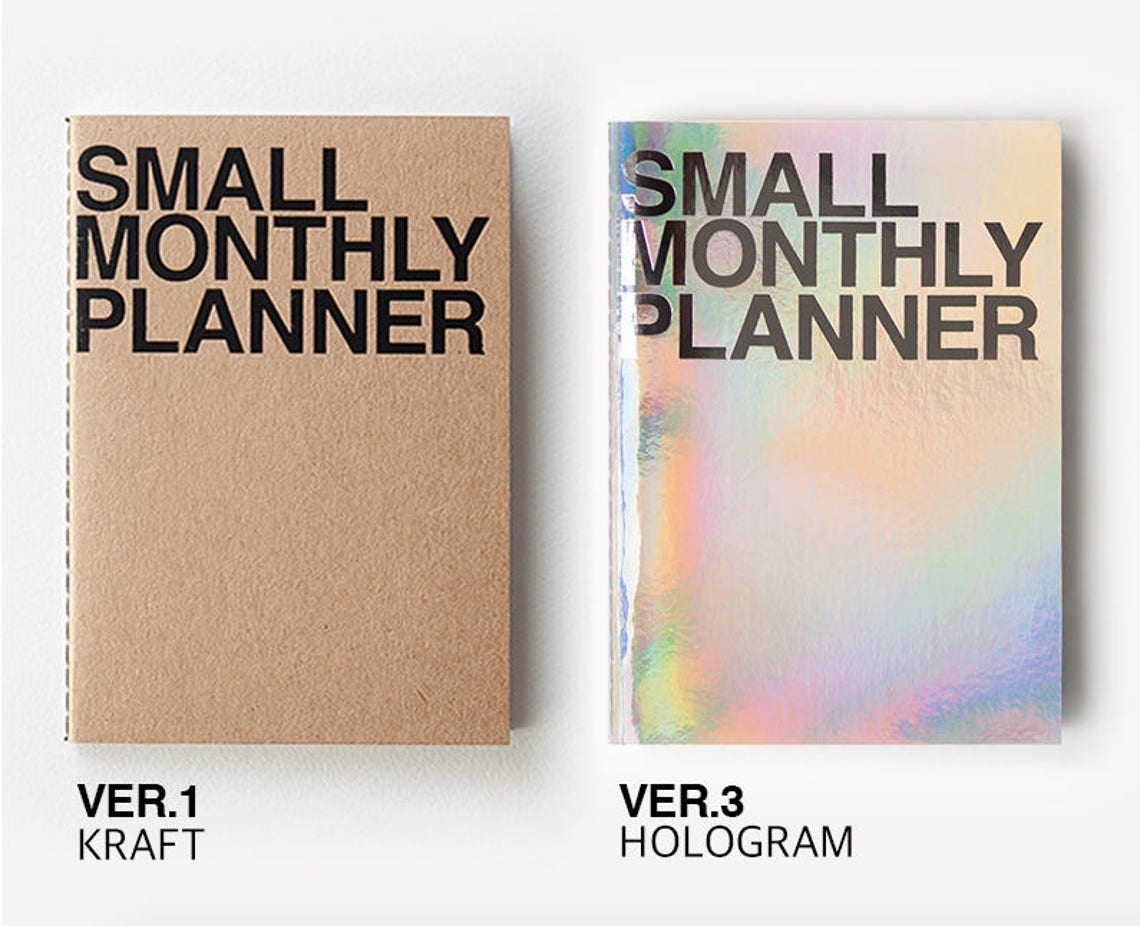 SMALL
MONTHLY
PLANNER
VER.1
KRAFT
SMALL
MONTHLY
PLANNER
VER.3
HOLOGRAM